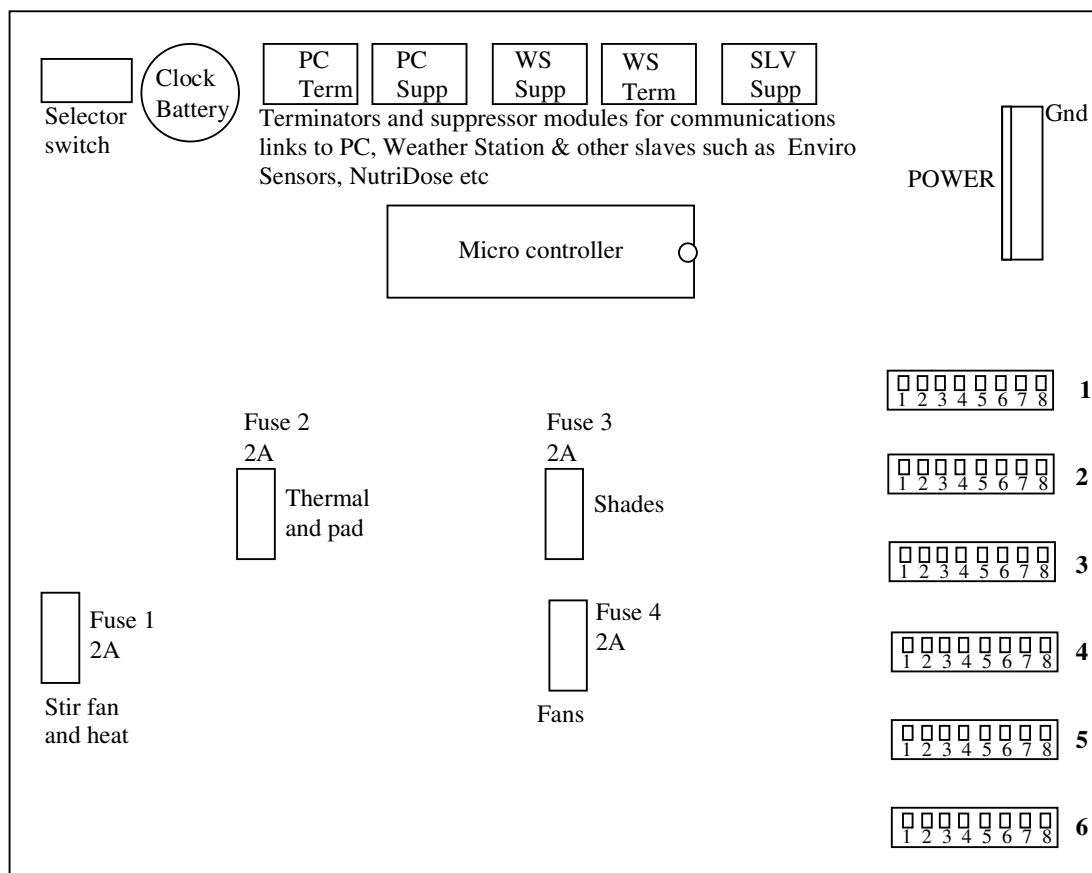 Selector
switch
Clock
Battery
PC
Term
PC
Supp
WS
Supp
WS
Term
SLV
Supp
Terminators and suppressor modules for communications
links to PC, Weather Station & other slaves such as Enviro
Sensors, NutriDose etc
Gnd
POWER
Micro controller
1 2 3 4 5 6 7 8
1
Fuse 2
2A
Thermal
and pad
Fuse 3
2A
Shades
1 2 3 4 5 6 7 8
2
1 2 3 4 5 6 7 8
3
Fuse 1
2A
Stir fan
and heat
Fuse 4
2A
Fans
1 2 3 4 5 6 7 8
4
1 2 3 4 5 6 7 8
5
1 2 3 4 5 6 7 8
6